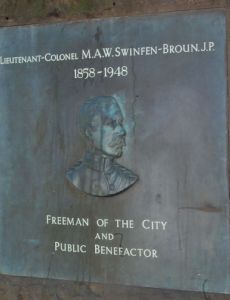 LIEUTENANT-COLONEL M.A.W. SWINFEN-BROUN. J.P.
1858-1948
FREEMAN OF THE CITY
AND
PUBLIC BENEFACTOR